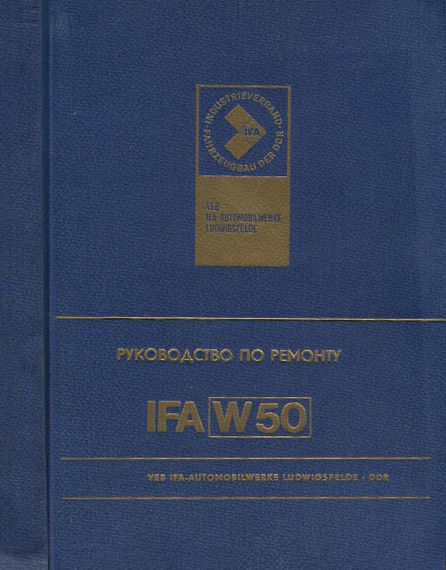 INDUSTRIEVERBAND
FAHRZEUGBAU DER DDR
IFA
VEB
IFA-AUTOMOBILWERKE
LUDWIGSFELDE
РУКОВОДСТВО ПО РЕМОНТУ
IFA W50
VEB IFA-AUTOMOBILWERKE LUDWIGSFELDE · DDR